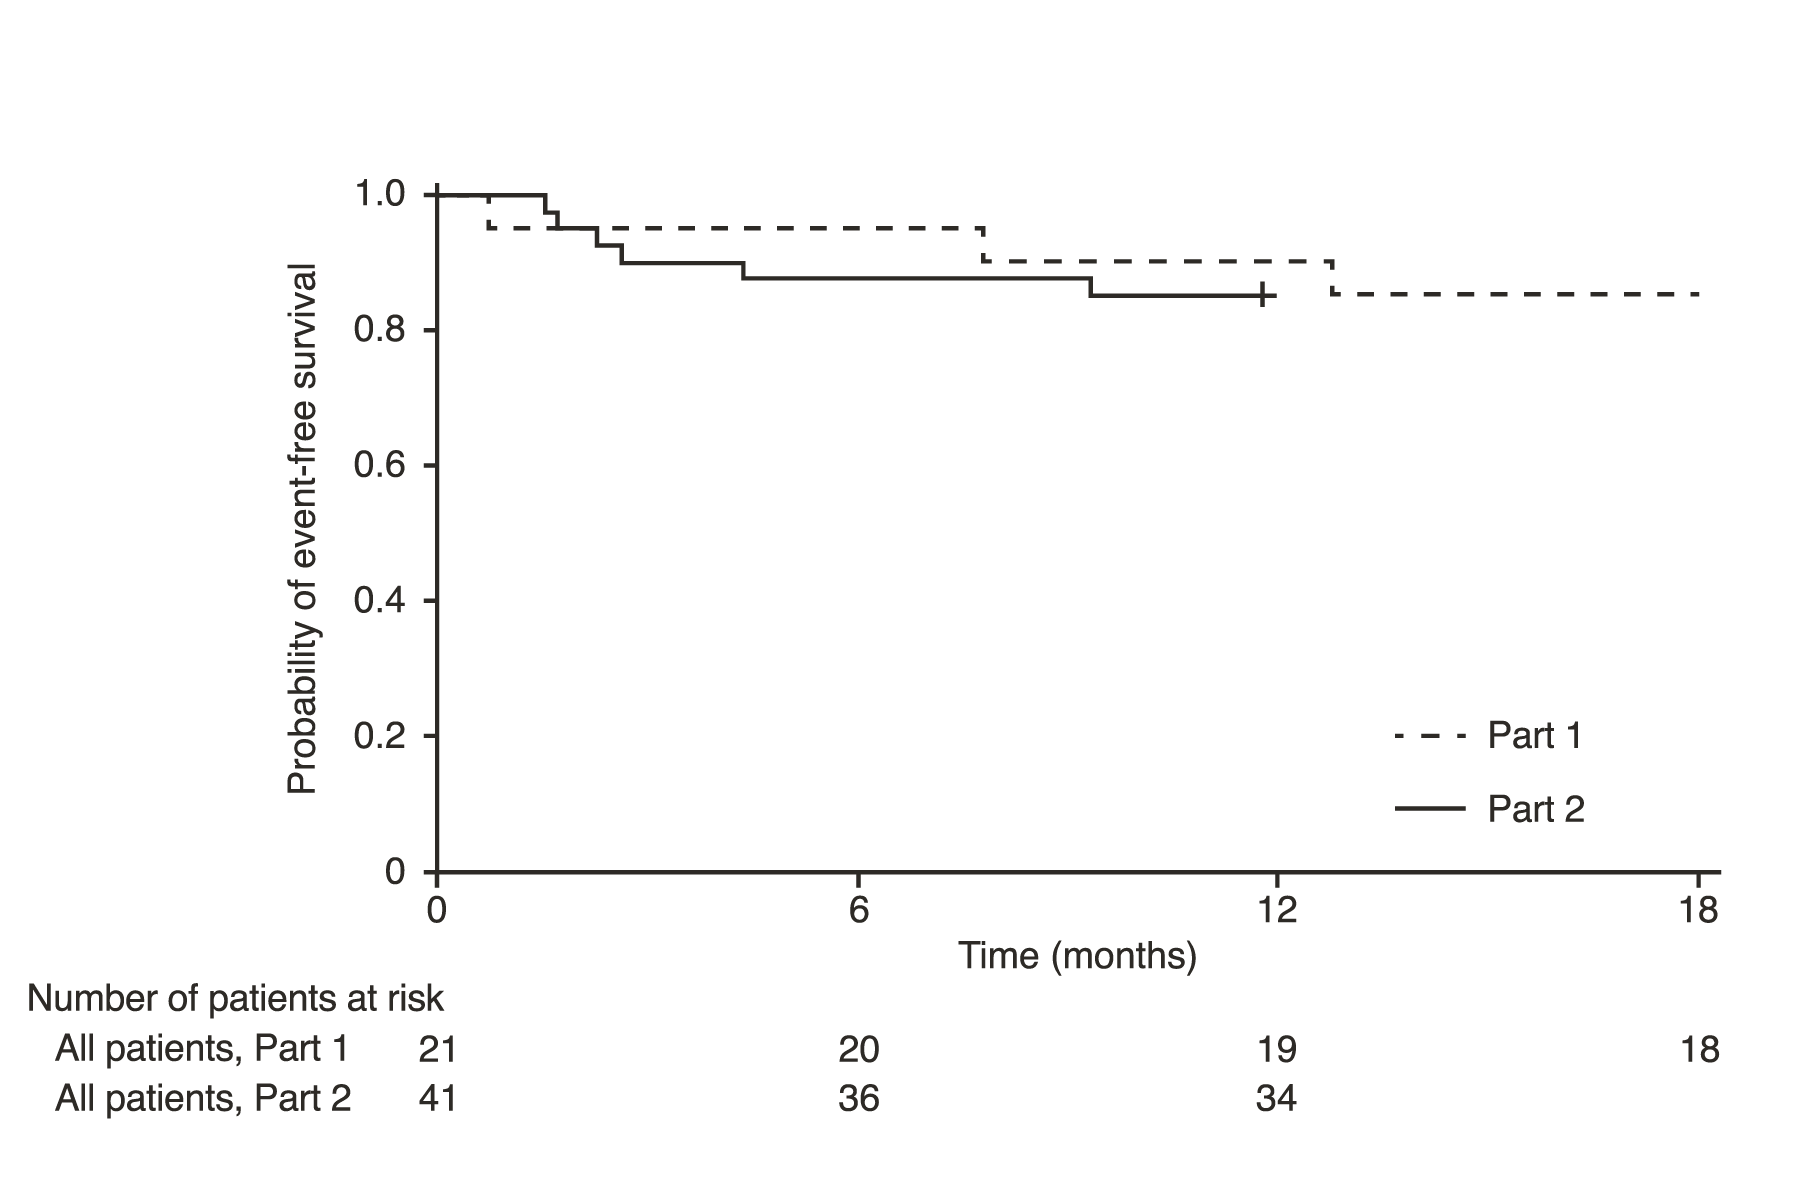 Probability of event-free survival
1.0
0.8
0.6
0.4
0.2
0
0 6 12 18
Time (months)
Part 1
Part 2
Number of patients at risk
All patients, Part 1 21 20 19 18
All patients, Part 2 41 36 34